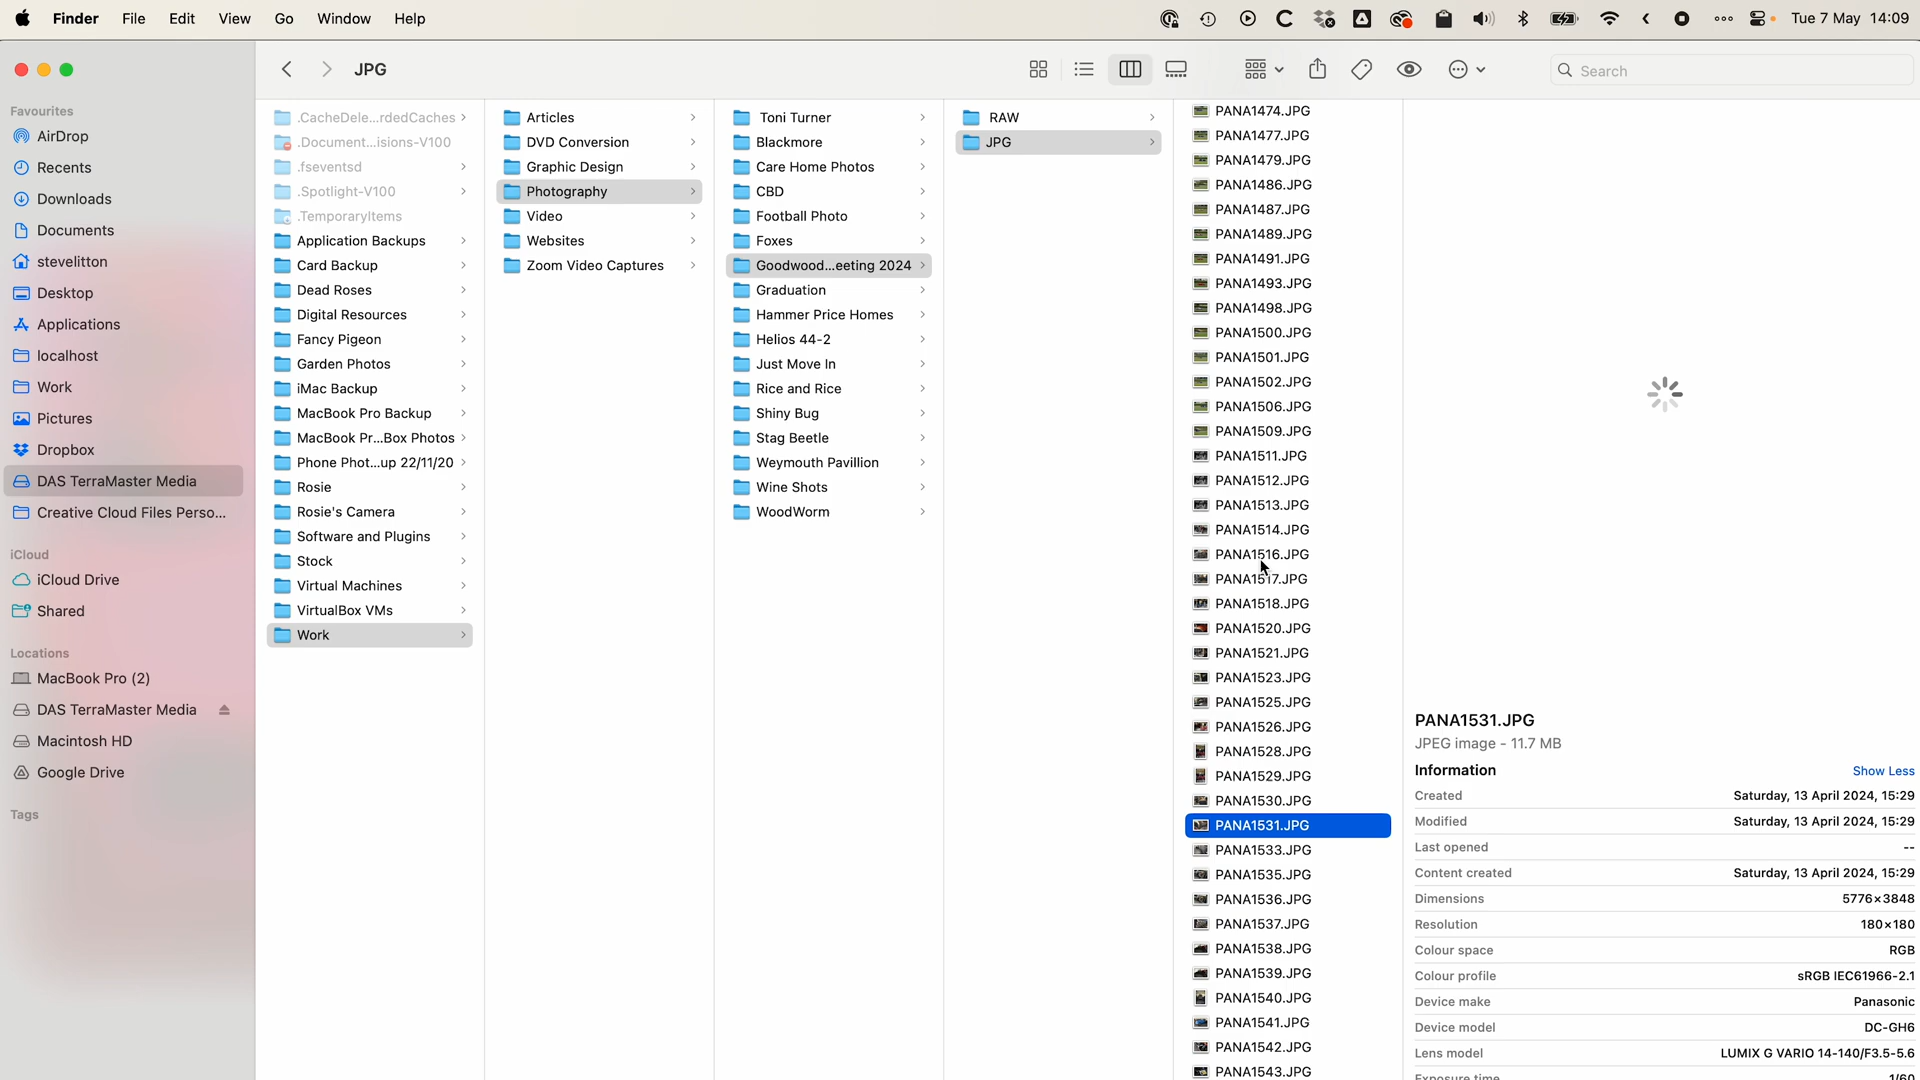 Finder File Edit View Go Window Help Tue 7 May 14:09
JPG Search
Favourites
AirDrop
Recents
Downloads
Documents
stevelitton
Desktop
Applications
localhost
Work
Pictures
Dropbox
DAS TerraMaster Media
Creative Cloud Files Perso...
iCloud
iCloud Drive
Shared
Locations
MacBook Pro (2)
DAS TerraMaster Media
Macintosh HD
Google Drive
Tags
.CacheDele...rdedCaches
.Document...isions-V100
.fseventsd
.Spotlight-V100
.TemporaryItems
Application Backups
Card Backup
Dead Roses
Digital Resources
Fancy Pigeon
Garden Photos
iMac Backup
MacBook Pro Backup
MacBook Pr...Box Photos
Phone Phot...up 22/11/20
Rosie
Rosie's Camera
Software and Plugins
Stock
Virtual Machines
VirtualBox VMs
Work
Articles
DVD Conversion
Graphic Design
Photography
Video
Websites
Zoom Video Captures
Toni Turner
Blackmore
Care Home Photos
CBD
Football Photo
Foxes
Goodwood...eeting 2024
Graduation
Hammer Price Homes
Helios 44-2
Just Move In
Rice and Rice
Shiny Bug
Stag Beetle
Weymouth Pavillion
Wine Shots
WoodWorm
RAW
JPG
PANA1474.JPG
PANA1477.JPG
PANA1479.JPG
PANA1486.JPG
PANA1487.JPG
PANA1489.JPG
PANA1491.JPG
PANA1493.JPG
PANA1498.JPG
PANA1500.JPG
PANA1501.JPG
PANA1502.JPG
PANA1506.JPG
PANA1509.JPG
PANA1511.JPG
PANA1512.JPG
PANA1513.JPG
PANA1514.JPG
PANA1516.JPG
PANA1517.JPG
PANA1518.JPG
PANA1520.JPG
PANA1521.JPG
PANA1523.JPG
PANA1525.JPG
PANA1526.JPG
PANA1528.JPG
PANA1529.JPG
PANA1530.JPG
PANA1531.JPG
PANA1533.JPG
PANA1535.JPG
PANA1536.JPG
PANA1537.JPG
PANA1538.JPG
PANA1539.JPG
PANA1540.JPG
PANA1541.JPG
PANA1542.JPG
PANA1543.JPG
PANA1531.JPG
JPEG image - 11.7 MB
Information Show Less
Created Saturday, 13 April 2024, 15:29
Modified Saturday, 13 April 2024, 15:29
Last opened --
Content created Saturday, 13 April 2024, 15:29
Dimensions 5776×3848
Resolution 180×180
Colour space RGB
Colour profile sRGB IEC61966-2.1
Device make Panasonic
Device model DC-GH6
Lens model LUMIX G VARIO 14-140/F3.5-5.6
Exposure time 1/60